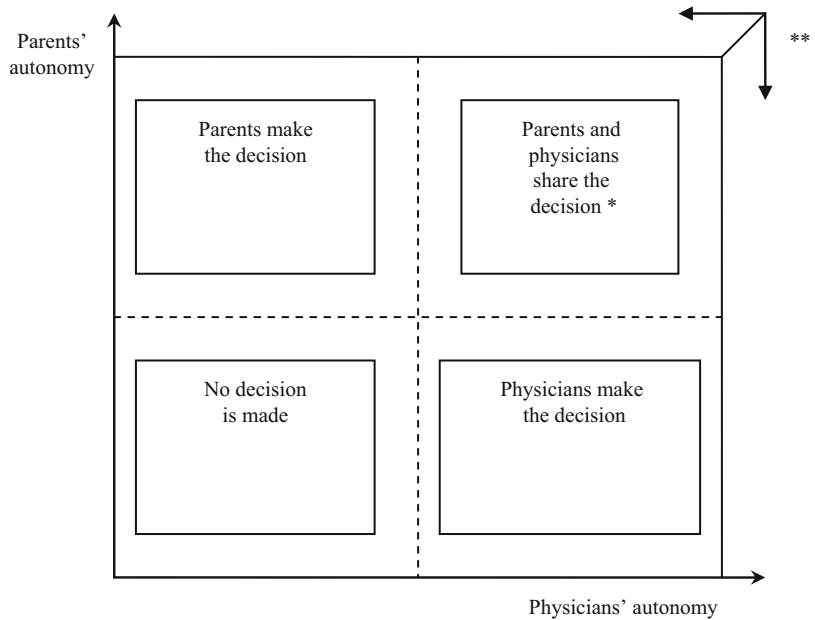 Parents’
autonomy
**
Parents make
the decision
Parents and
physicians
share the
decision *
No decision
is made
Physicians make
the decision
Physicians’ autonomy